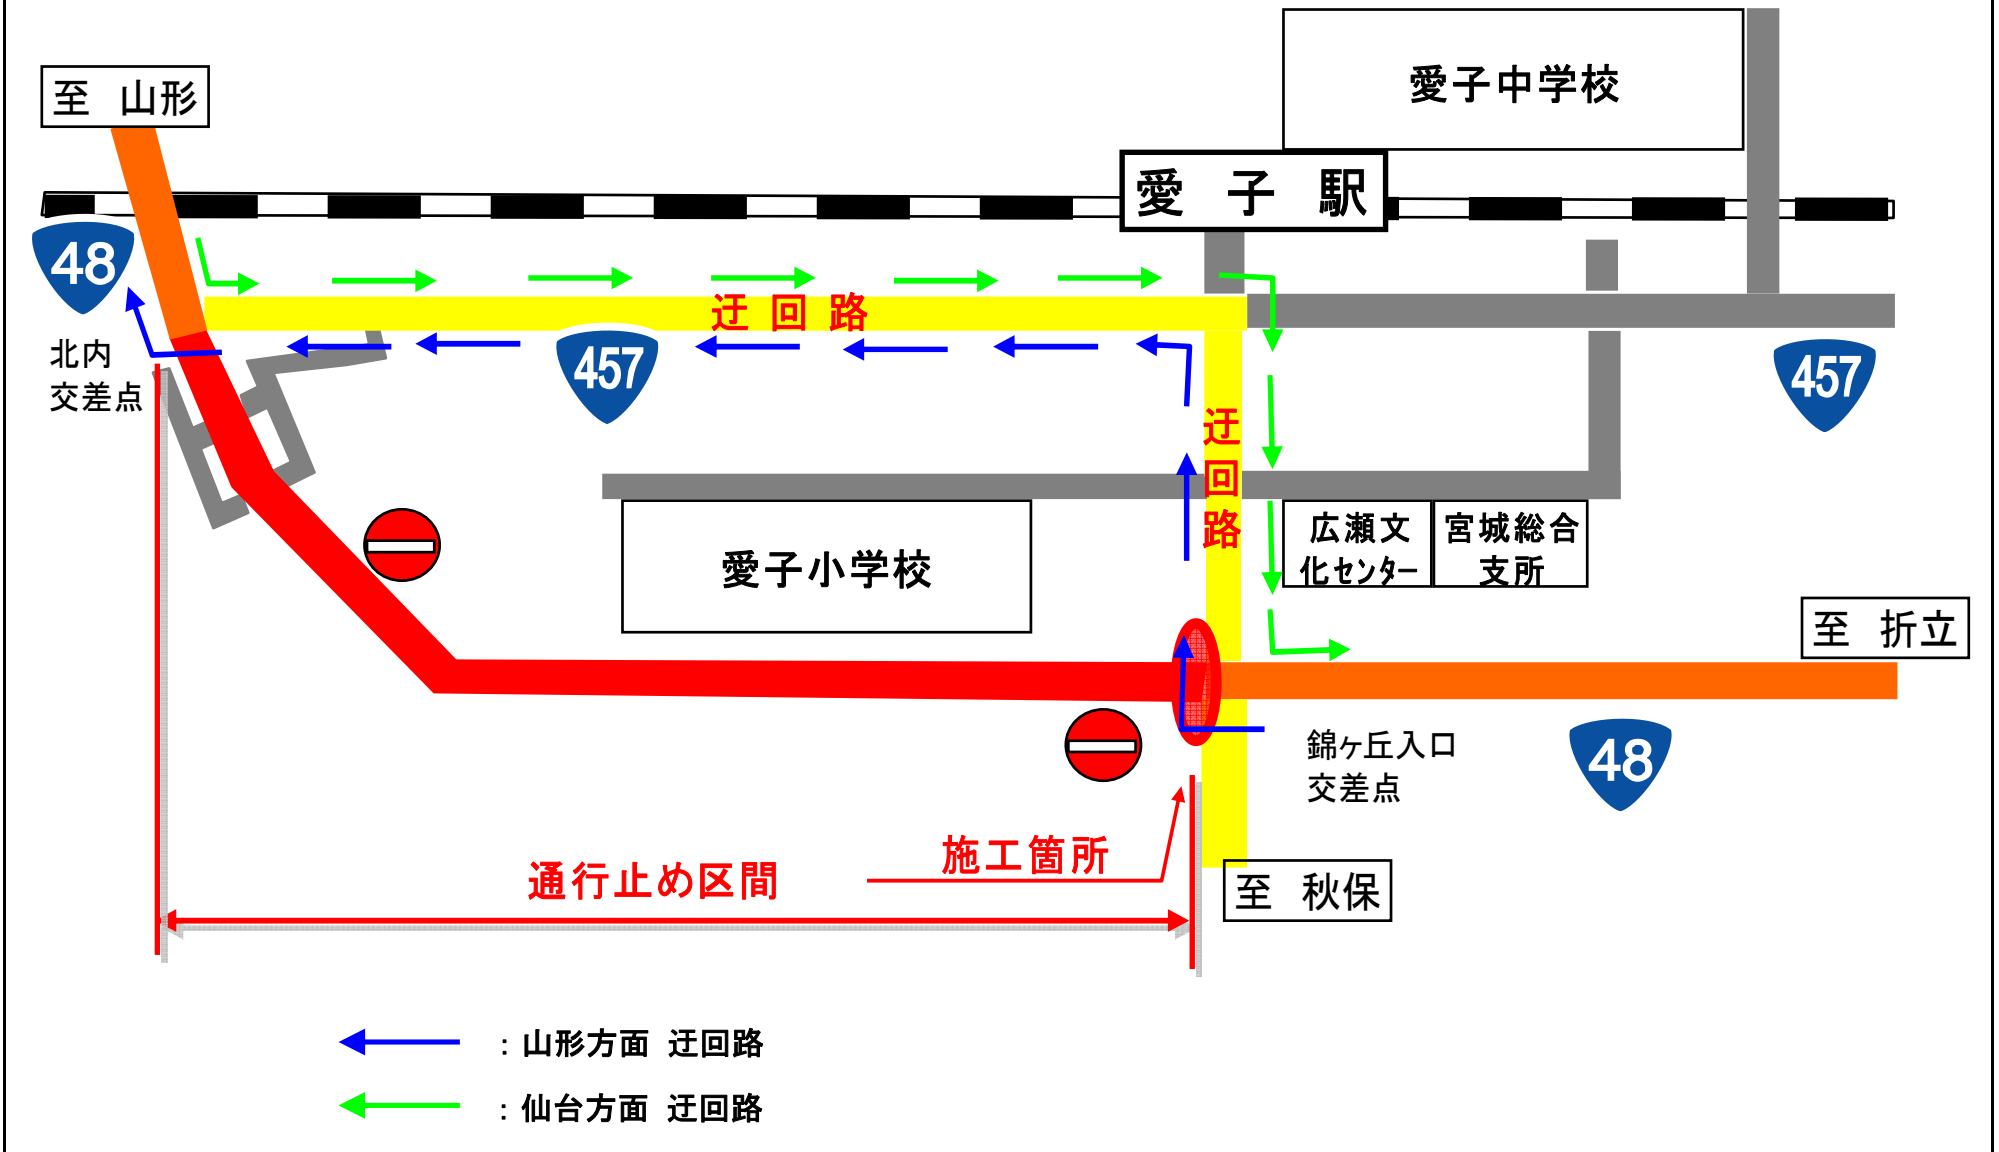 愛子中学校
至 山形
愛 子 駅
48
迂 回 路
北内
交差点
457
457
迂
回
路
広瀬文
化センター
宮城総合
支所
愛子小学校
至 折立
錦ヶ丘入口
交差点
48
施工箇所
通行止め区間
至 秋保
：山形方面 迂回路
：仙台方面 迂回路